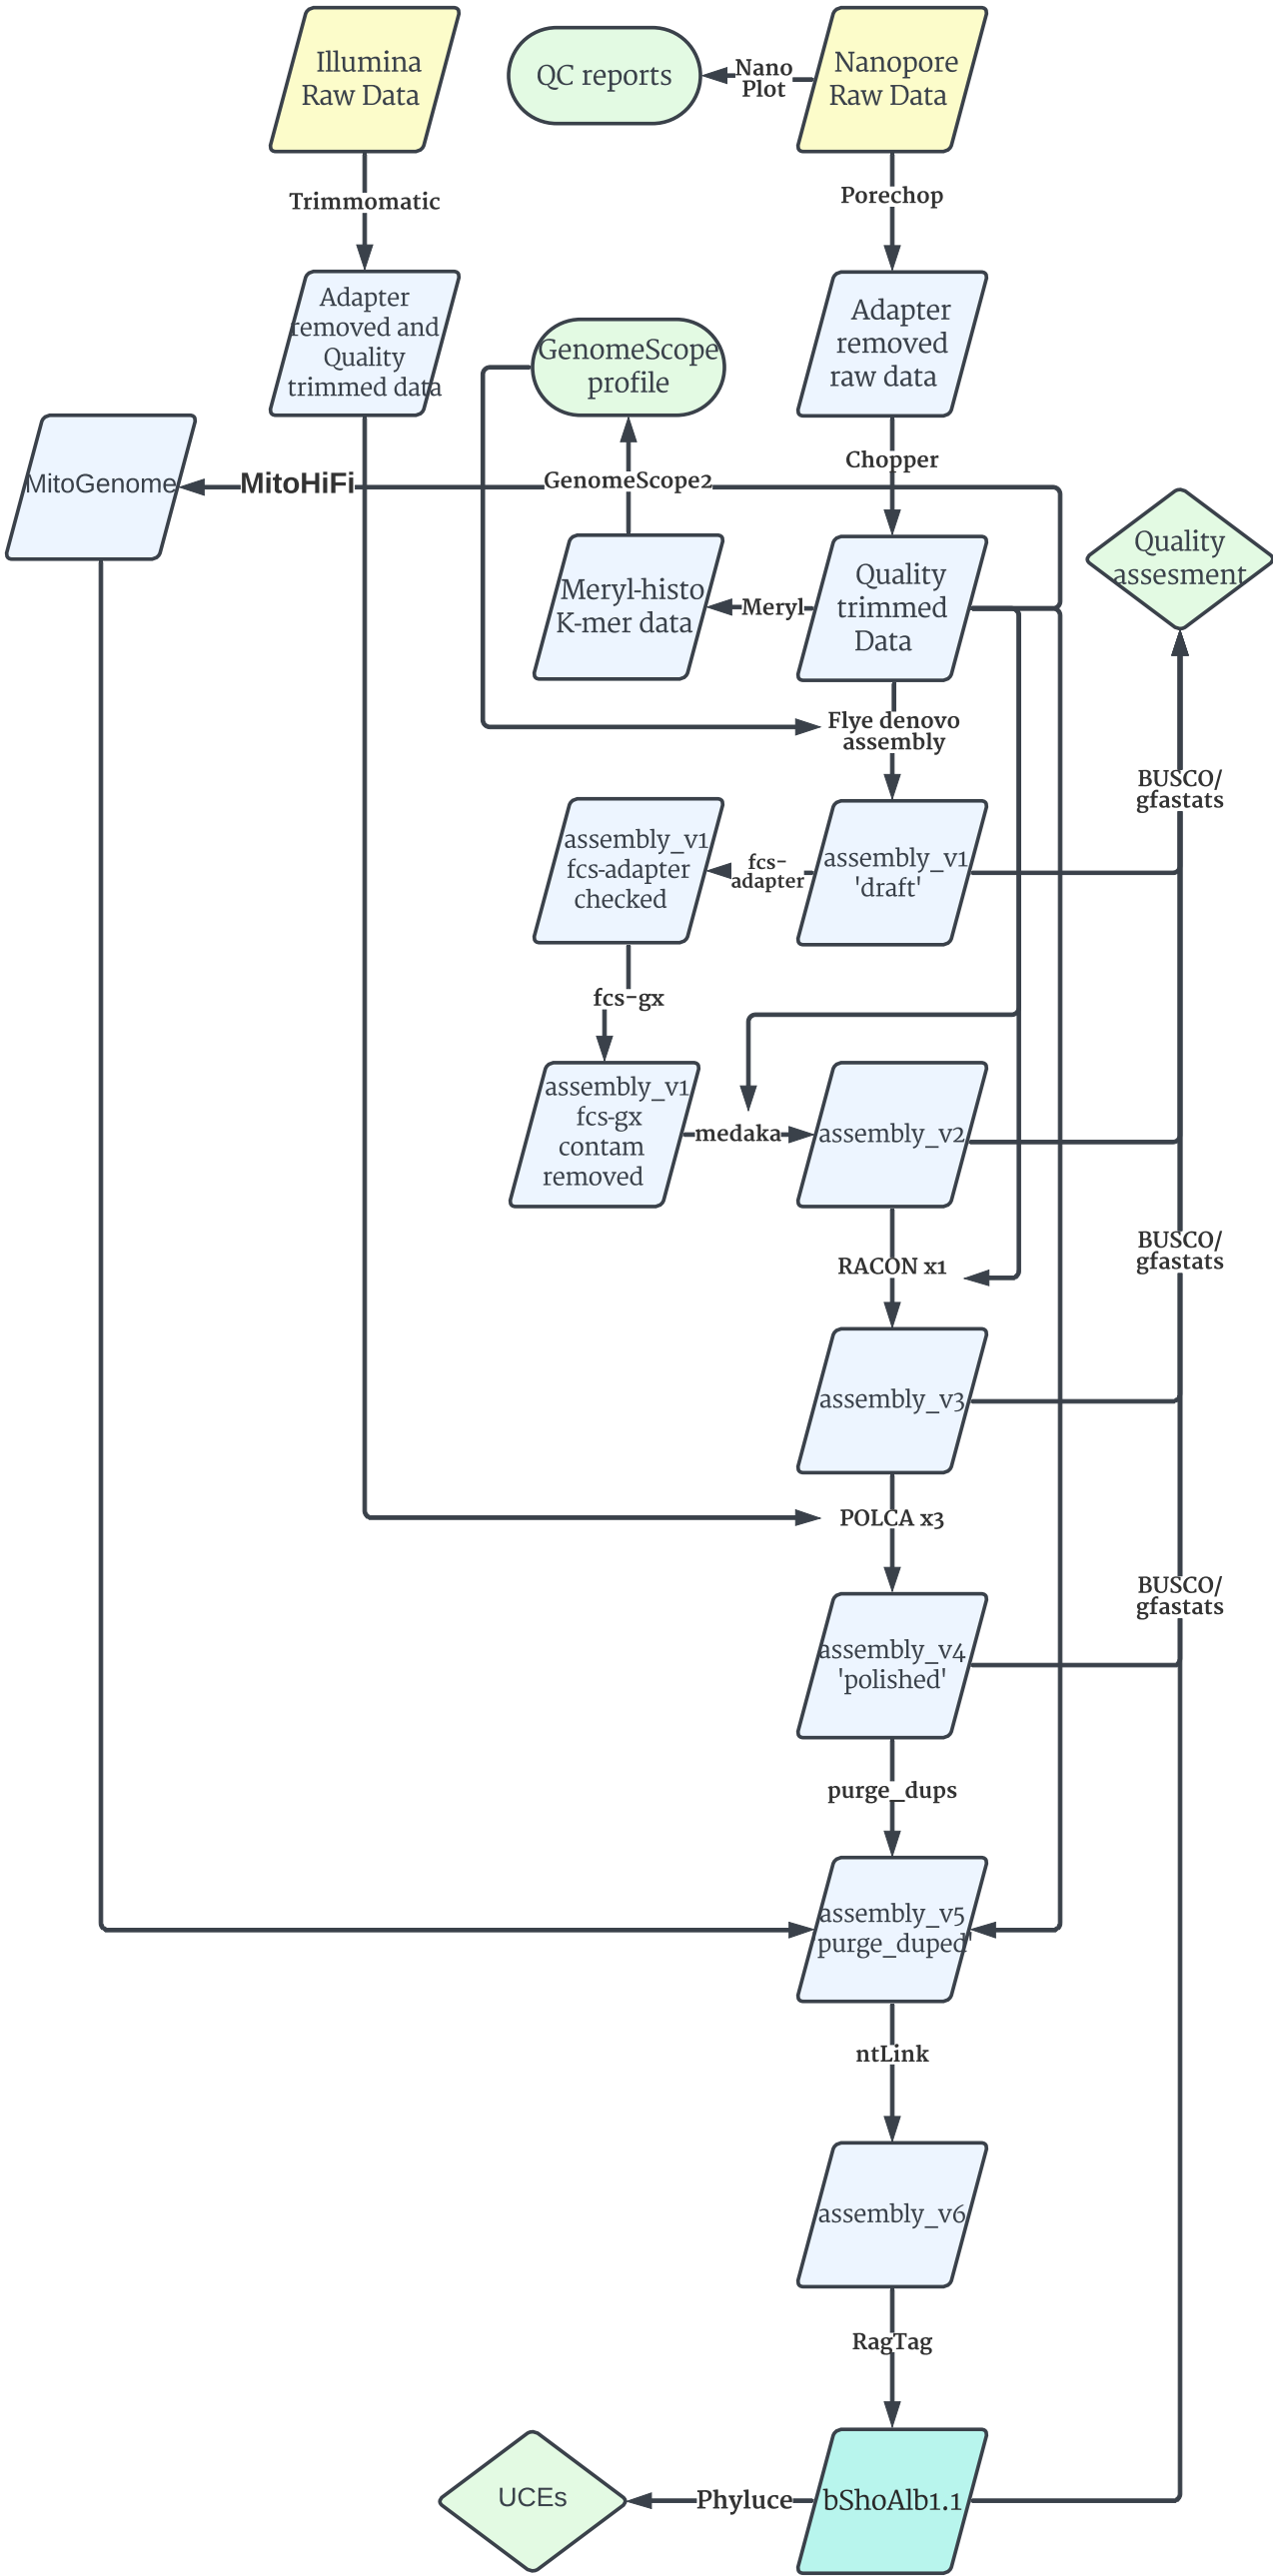 Illumina
Raw Data
QC reports
Nano
Plot
Nanopore
Raw Data
Trimmomatic
Porechop
Adapter
removed and
Quality
trimmed data
GenomeScope
profile
Adapter
removed
raw data
Chopper
MitoGenome
MitoHiFi
GenomeScope2
Quality
assesment
Meryl-histo
K-mer data
Meryl
Quality
trimmed
Data
Flye denovo
assembly
BUSCO/
gfastats
assembly_v1
fcs-adapter
checked
fcs-
adapter
assembly_v1
'draft'
fcs-gx
assembly_v1
fcs-gx
contam
removed
medaka
assembly_v2
RACON x1
BUSCO/
gfastats
assembly_v3
POLCA x3
BUSCO/
gfastats
assembly_v4
'polished'
purge_dups
assembly_v5
purge_duped'
ntLink
assembly_v6
RagTag
UCEs
Phyluce
bShoAlb1.1